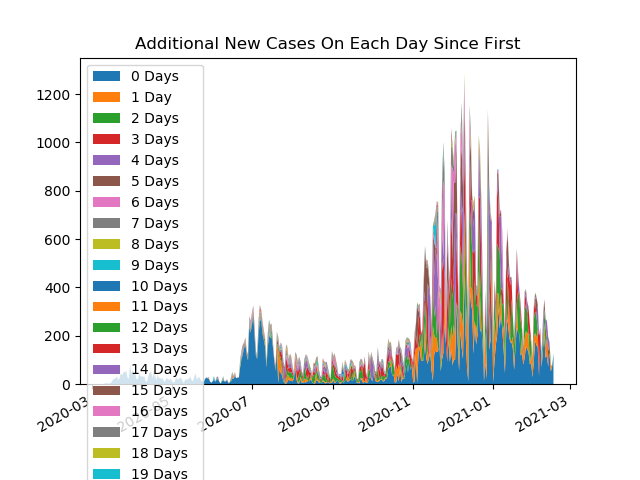 Additional New Cases On Each Day Since First
1200
1000
800
600
400
200
0
0 Days
1 Day
2 Days
3 Days
4 Days
5 Days
6 Days
7 Days
8 Days
9 Days
10 Days
11 Days
12 Days
13 Days
14 Days
15 Days
16 Days
17 Days
18 Days
19 Days
2020-03
2020-05
2020-07
2020-09
2020-11
2021-01
2021-03